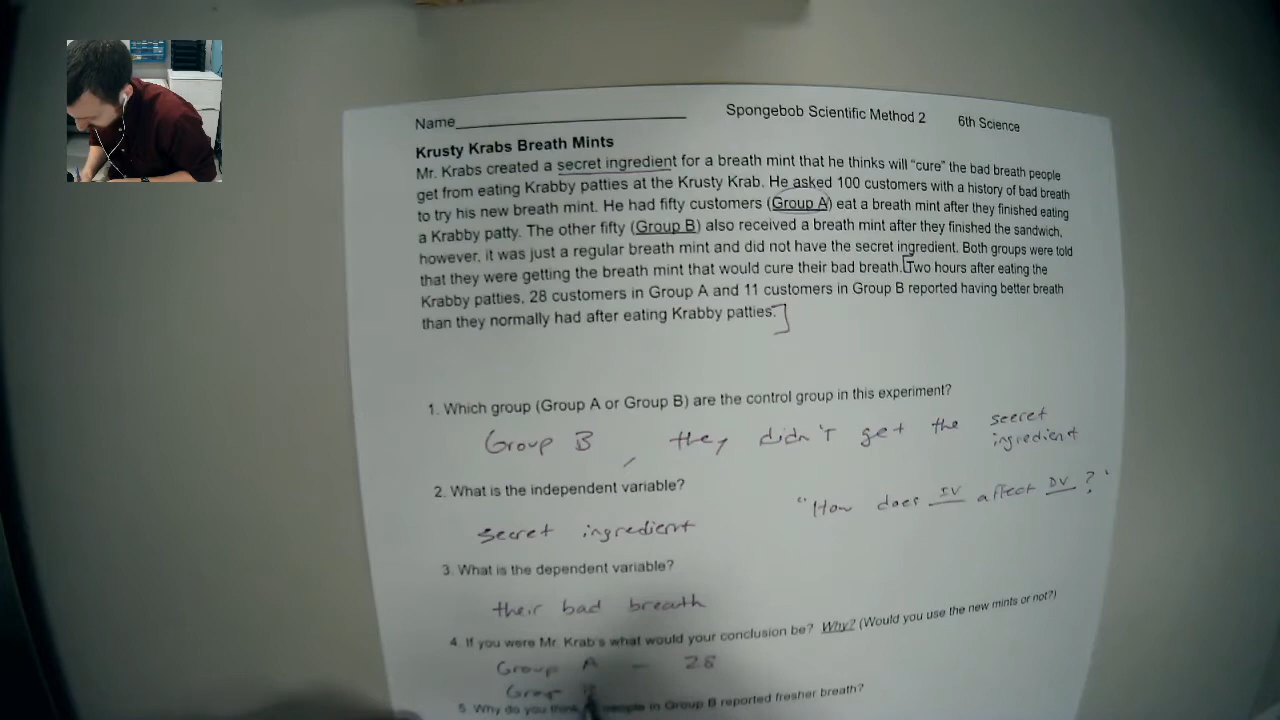 Name
Spongebob Scientific Method 2 6th Science
Krusty Krabs Breath Mints
Mr. Krabs created a secret ingredient for a breath mint that he thinks will "cure" the bad breath people
get from eating Krabby patties at the Krusty Krab. He asked 100 customers with a history of bad breath
to try his new breath mint. He had fifty customers (Group A) eat a breath mint after they finished eating
a Krabby patty. The other fifty (Group B) also received a breath mint after they finished the sandwich,
however, it was just a regular breath mint and did not have the secret ingredient. Both groups were told
that they were getting the breath mint that would cure their bad breath. Two hours after eating the
Krabby patties, 28 customers in Group A and 11 customers in Group B reported having better breath
than they normally had after eating Krabby patties.
1. Which group (Group A or Group B) are the control group in this experiment?
Group B, they didn't get the secret
ingredient
2. What is the independent variable?
"How does IV affect DV?"
secret ingredient
3. What is the dependent variable?
their bad breath
4. If you were Mr. Krab's what would your conclusion be? Why? (Would you use the new mints or not?)
Group A - 28
Group
5. Why do you think people in Group B reported fresher breath?